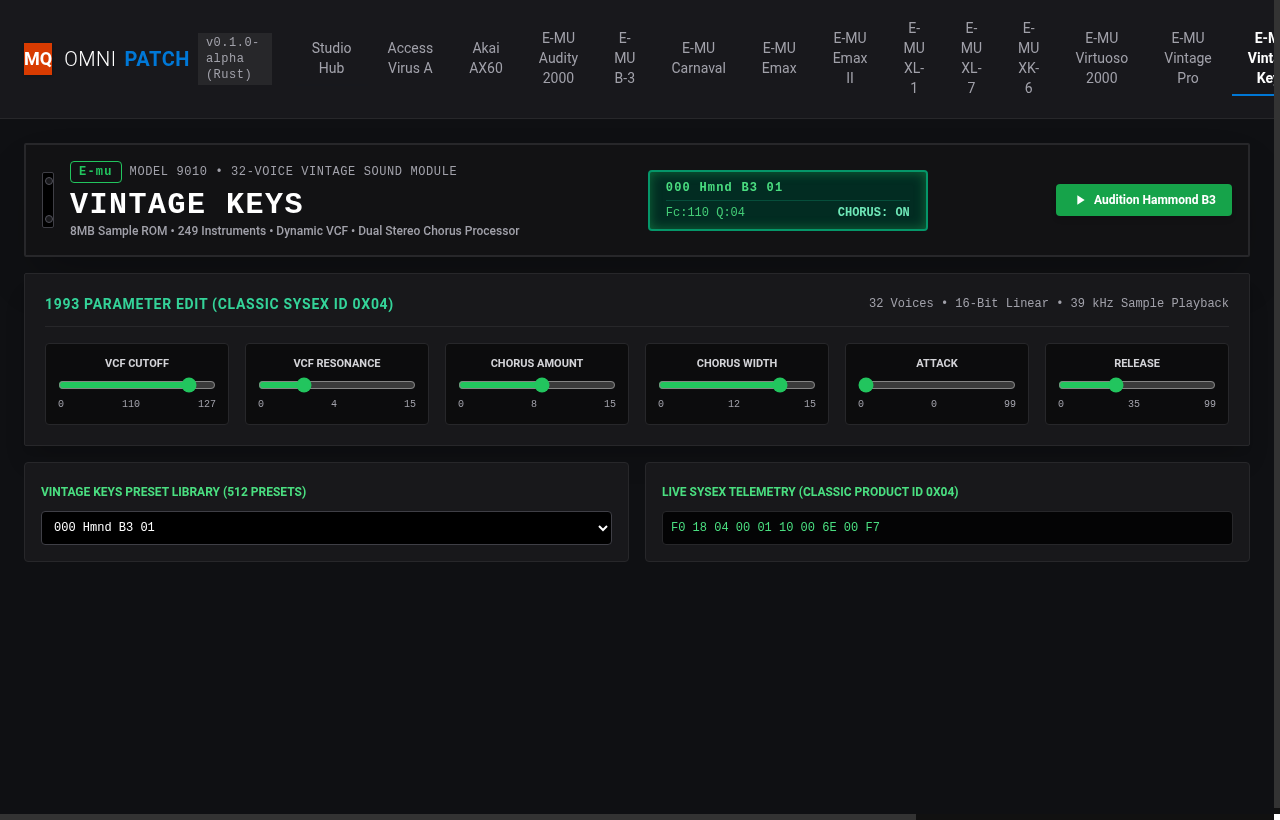 MQ OMNI PATCH
v0.1.0-
alpha
(Rust)
Studio
Hub
Access
Virus A
Akai
AX60
E-MU
Audity
2000
E-
MU
B-3
E-MU
Carnaval
E-MU
Emax
E-MU
Emax
II
E-
MU
XL-
1
E-
MU
XL-
7
E-
MU
XK-
6
E-MU
Virtuoso
2000
E-MU
Vintage
Pro
E-mu MODEL 9010 • 32-VOICE VINTAGE SOUND MODULE
VINTAGE KEYS
8MB Sample ROM • 249 Instruments • Dynamic VCF • Dual Stereo Chorus Processor
000 Hmnd B3 01
Fc:110 Q:04 CHORUS: ON
Audition Hammond B3
1993 PARAMETER EDIT (CLASSIC SYSEX ID 0X04)
32 Voices • 16-Bit Linear • 39 kHz Sample Playback
VCF CUTOFF
0 110 127
VCF RESONANCE
0 4 15
CHORUS AMOUNT
0 8 15
CHORUS WIDTH
0 12 15
ATTACK
0 0 99
RELEASE
0 35 99
VINTAGE KEYS PRESET LIBRARY (512 PRESETS)
000 Hmnd B3 01
LIVE SYSEX TELEMETRY (CLASSIC PRODUCT ID 0X04)
F0 18 04 00 01 10 00 6E 00 F7